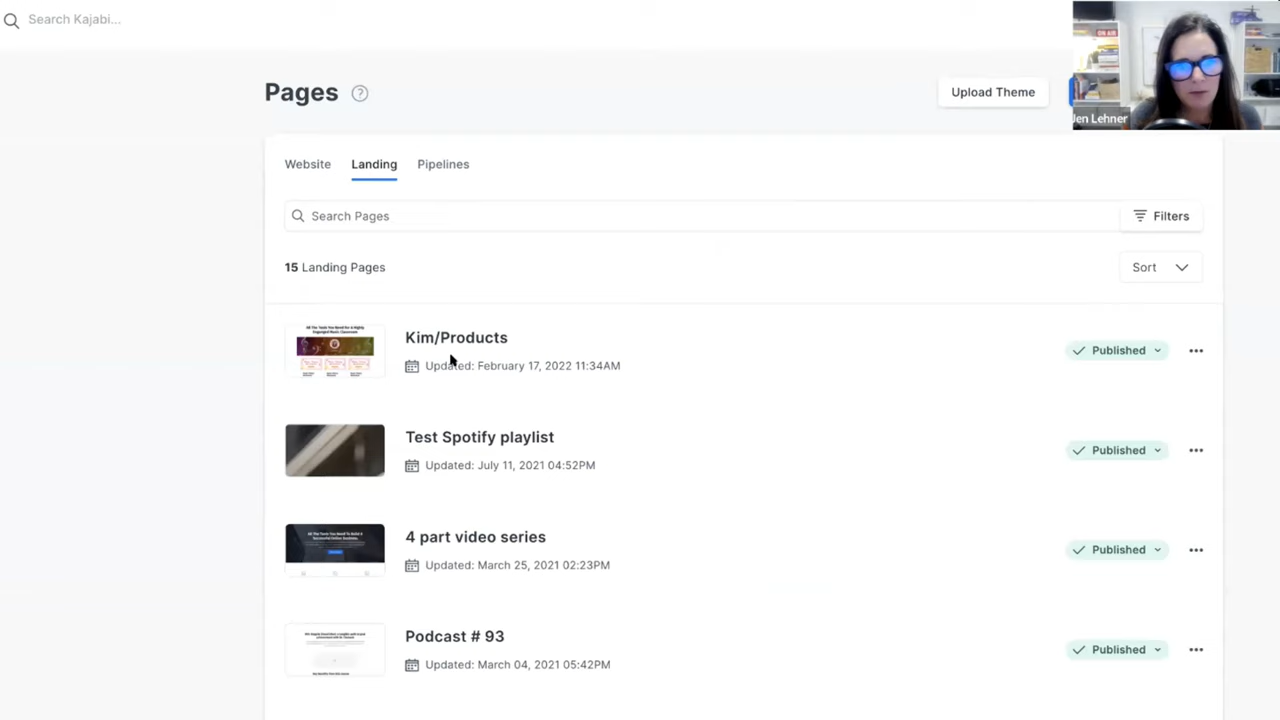 Search Kajabi...
ON AIR
Jen Lehner
Pages
Upload Theme
Website
Landing
Pipelines
Search Pages
Filters
15 Landing Pages
Sort
Kim/Products
Updated: February 17, 2022 11:34AM
Published
Test Spotify playlist
Updated: July 11, 2021 04:52PM
Published
4 part video series
Updated: March 25, 2021 02:23PM
Published
Podcast # 93
Updated: March 04, 2021 05:42PM
Published